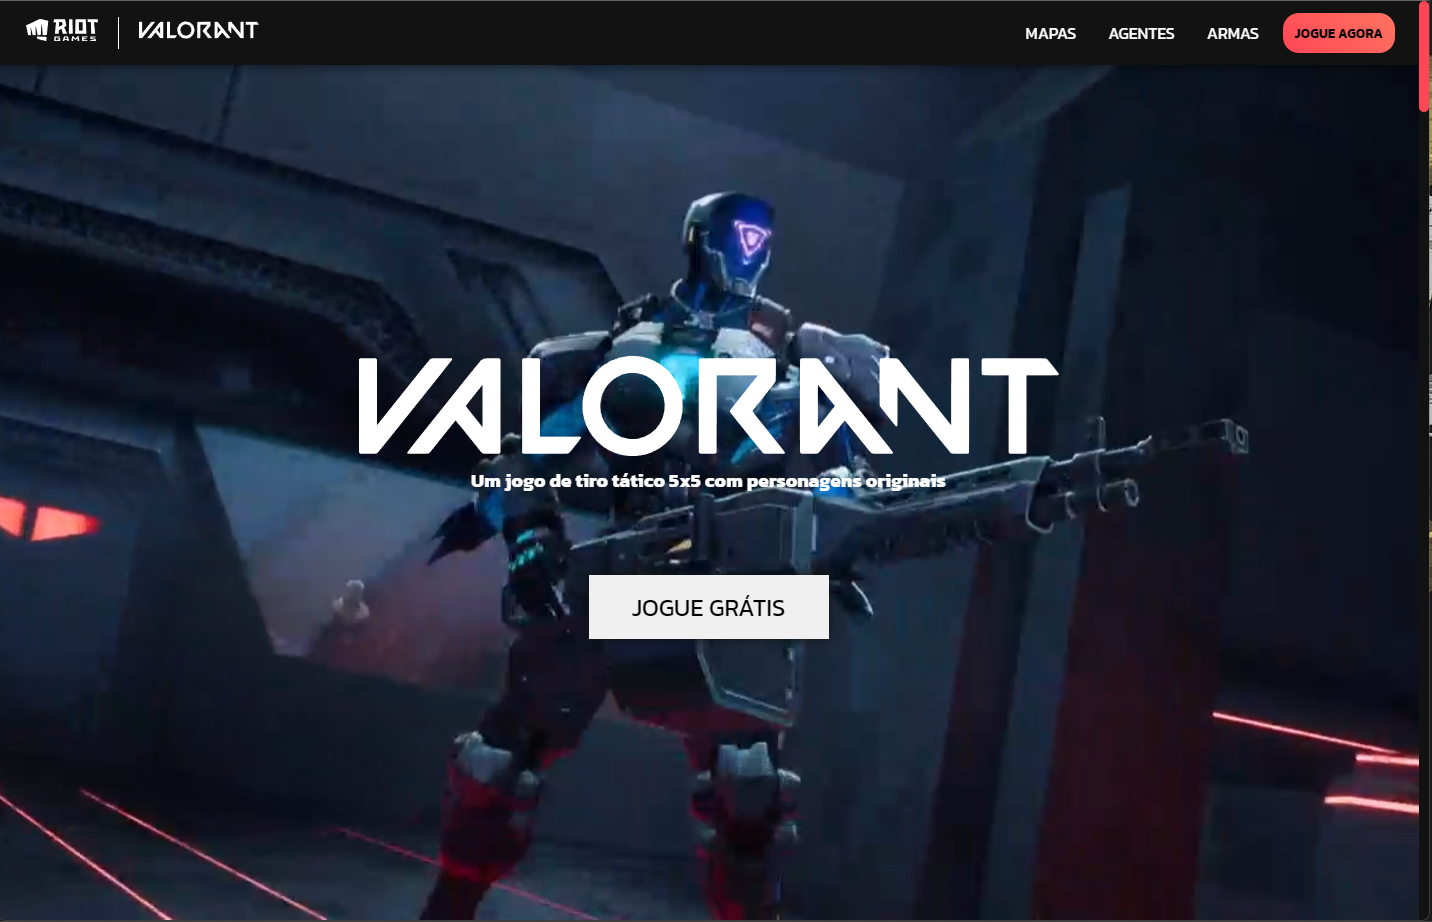 RIOT
GAMES
VALORANT
MAPAS
AGENTES
ARMAS
JOGUE AGORA
VALORANT
Um jogo de tiro tático 5x5 com personagens originais
JOGUE GRÁTIS